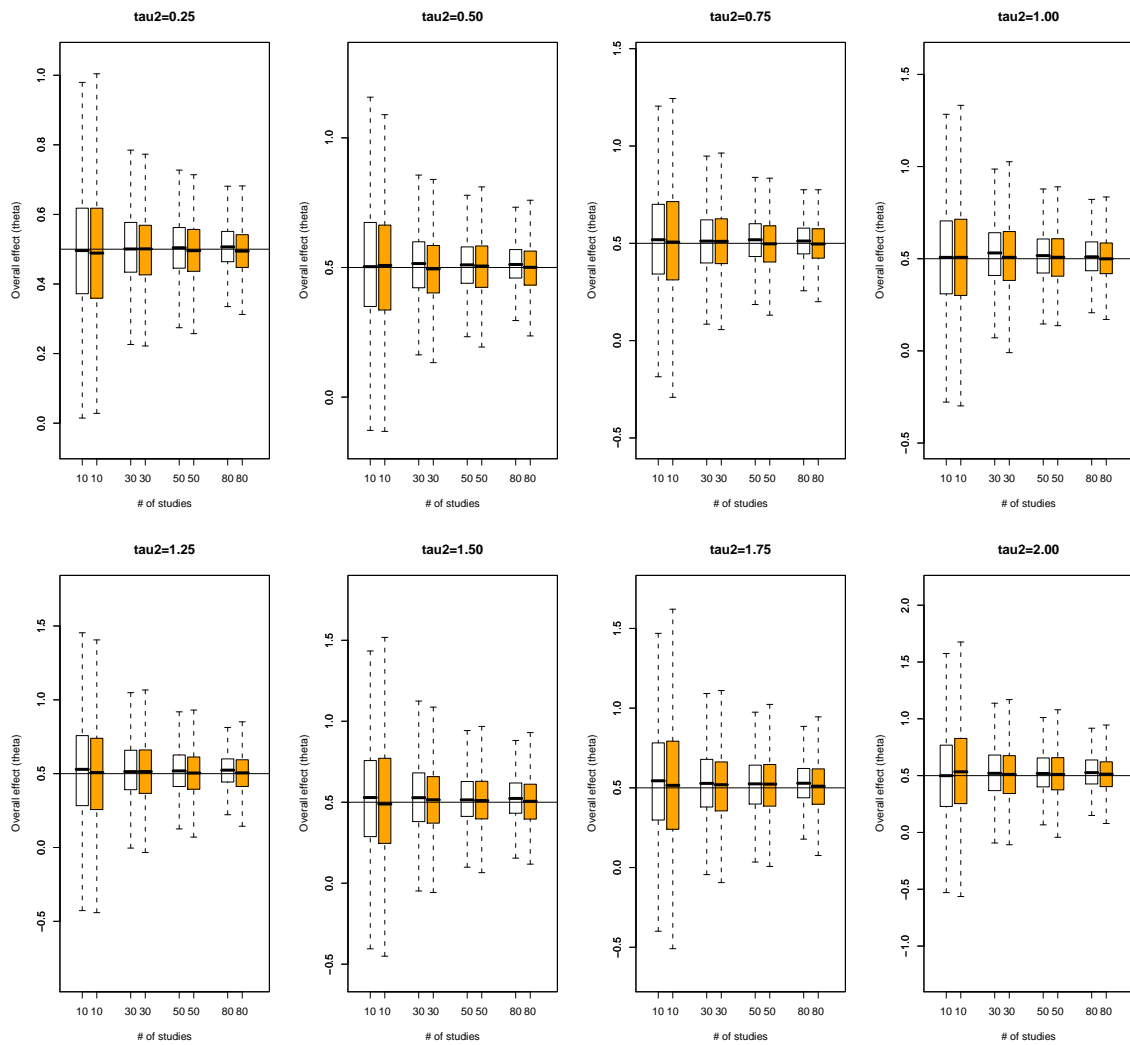 tau2=0.25
Overall effect (theta)
1.0
0.8
0.6
0.4
0.2
0.0
10 10 30 30 50 50 80 80
# of studies
tau2=0.50
Overall effect (theta)
1.0
0.5
0.0
10 10 30 30 50 50 80 80
# of studies
tau2=0.75
Overall effect (theta)
1.5
1.0
0.5
0.0
−0.5
10 10 30 30 50 50 80 80
# of studies
tau2=1.00
Overall effect (theta)
1.5
1.0
0.5
0.0
−0.5
10 10 30 30 50 50 80 80
# of studies
tau2=1.25
Overall effect (theta)
1.5
1.0
0.5
0.0
−0.5
10 10 30 30 50 50 80 80
# of studies
tau2=1.50
Overall effect (theta)
1.5
1.0
0.5
0.0
−0.5
10 10 30 30 50 50 80 80
# of studies
tau2=1.75
Overall effect (theta)
1.5
1.0
0.5
0.0
−0.5
10 10 30 30 50 50 80 80
# of studies
tau2=2.00
Overall effect (theta)
2.0
1.5
1.0
0.5
0.0
−0.5
−1.0
10 10 30 30 50 50 80 80
# of studies